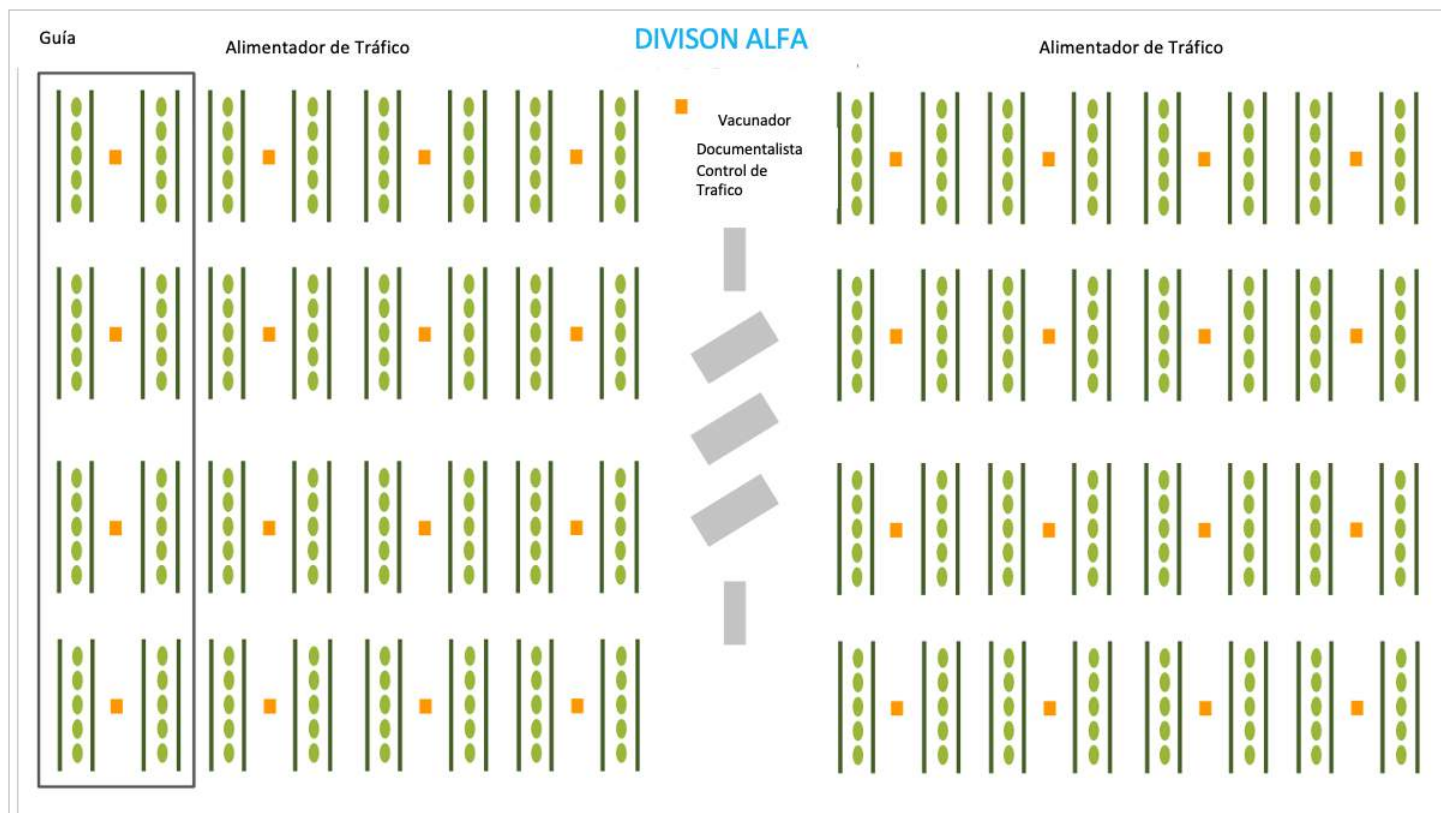 Guía
Alimentador de Tráfico
DIVISON ALFA
Alimentador de Tráfico
Vacunador
Documentalista
Control de
Trafico